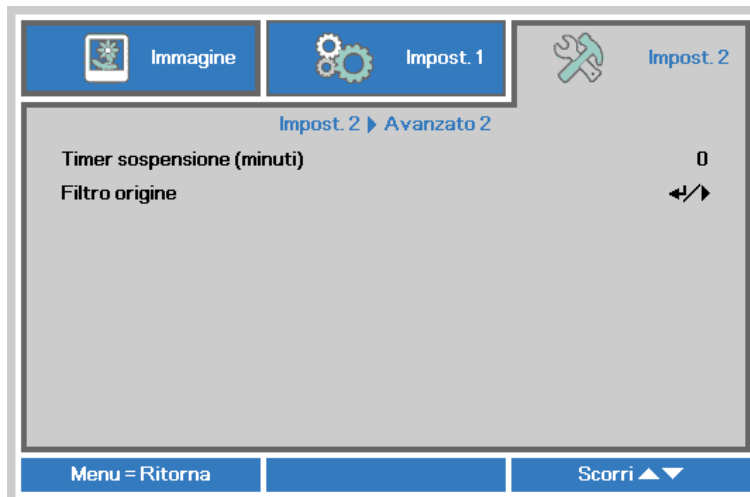 Immagine
Impost. 1
Impost. 2
Impost. 2 ▶ Avanzato 2
Timer sospensione (minuti) 0
Filtro origine ↵/▶
Menu = Ritorna
Scorri ▲▼